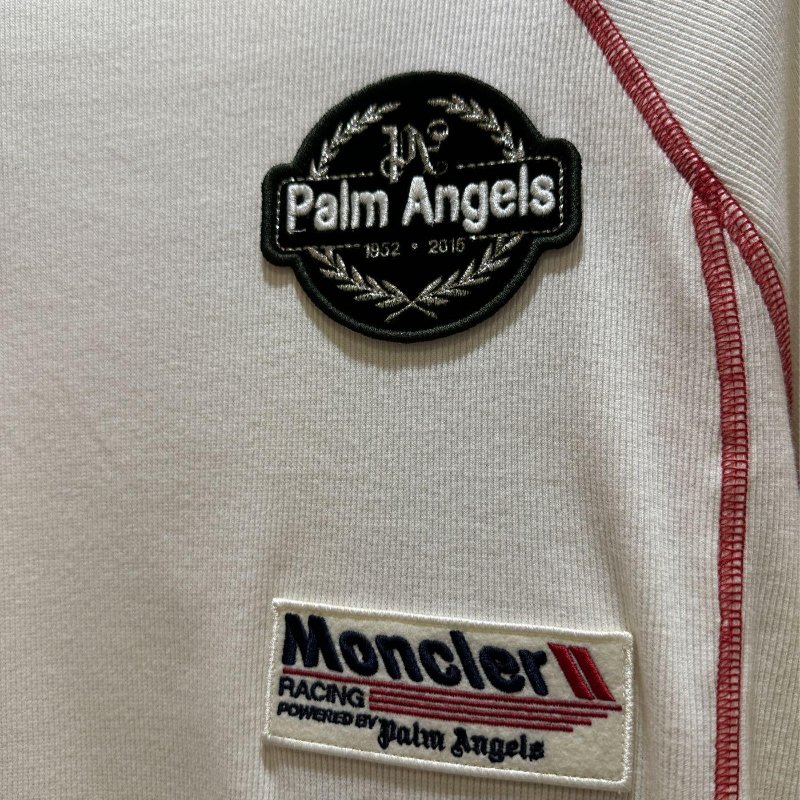 PA
Palm Angels
1952 • 2015
Moncler
RACING
POWERED BY Palm Angels